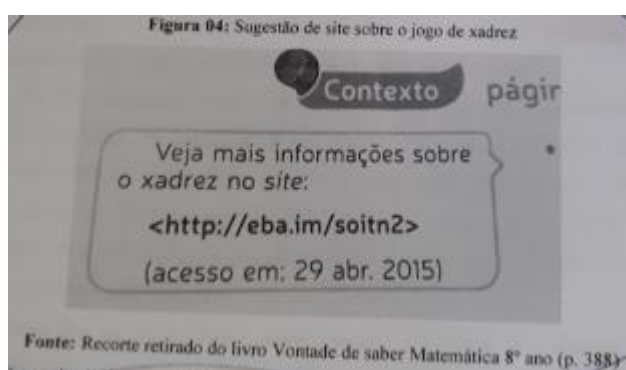 Figura 04: Sugestão de site sobre o jogo de xadrez
Contexto págin
Veja mais informações sobre
o xadrez no site:
<http://eba.im/soitn2>
(acesso em: 29 abr. 2015)
Fonte: Recorte retirado do livro Vontade de saber Matemática 8º ano (p. 388)